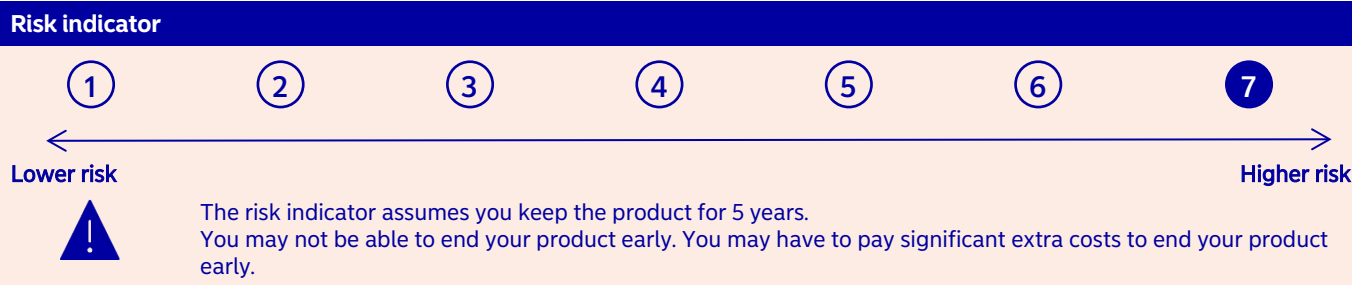 Risk indicator
1 2 3 4 5 6 7
Lower risk Higher risk
The risk indicator assumes you keep the product for 5 years.
You may not be able to end your product early. You may have to pay significant extra costs to end your product
early.